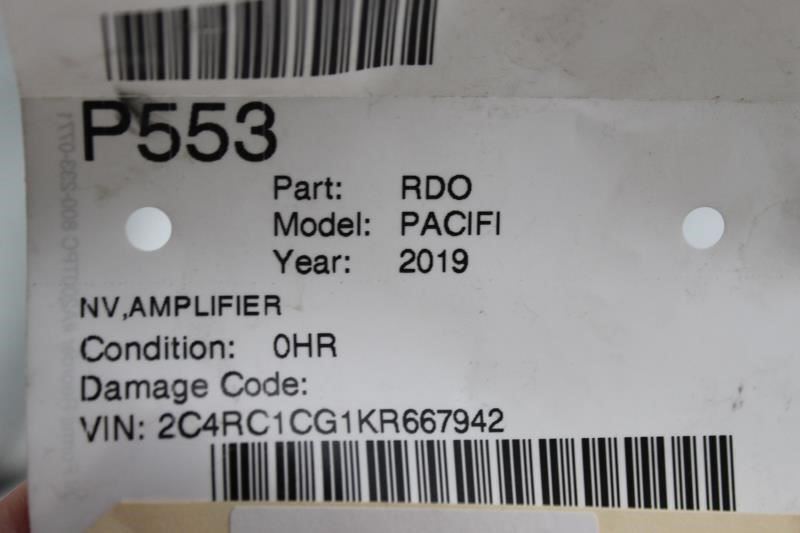 P553
Part: RDO
Model: PACIFI
Year: 2019
NV,AMPLIFIER
Condition: 0HR
Damage Code:
VIN: 2C4RC1CG1KR667942